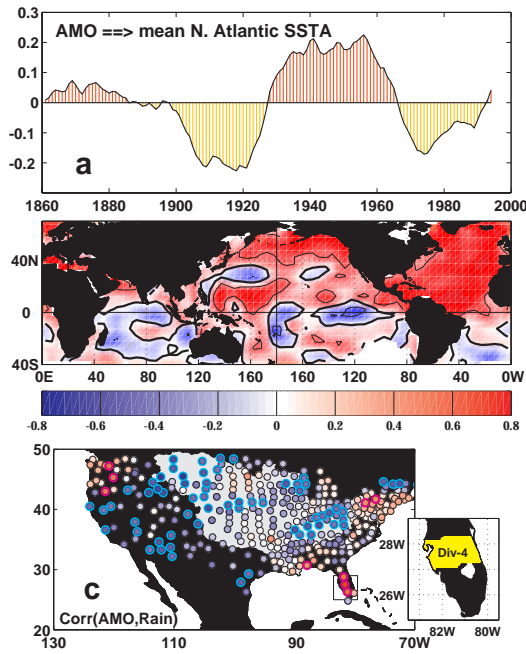 AMO ==> mean N. Atlantic SSTA
0.3
0.2
0.1
0
-0.1
-0.2
a
1860 1880 1900 1920 1940 1960 1980 2000
40N
0
40S
0E 40 80 120 160 160 120 80 40 0W
-0.8 -0.6 -0.4 -0.2 0 0.2 0.4 0.6 0.8
50
40
30
20
c
Corr(AMO,Rain)
130 110 90 70W
28N
Div-4
26N
82W 80W